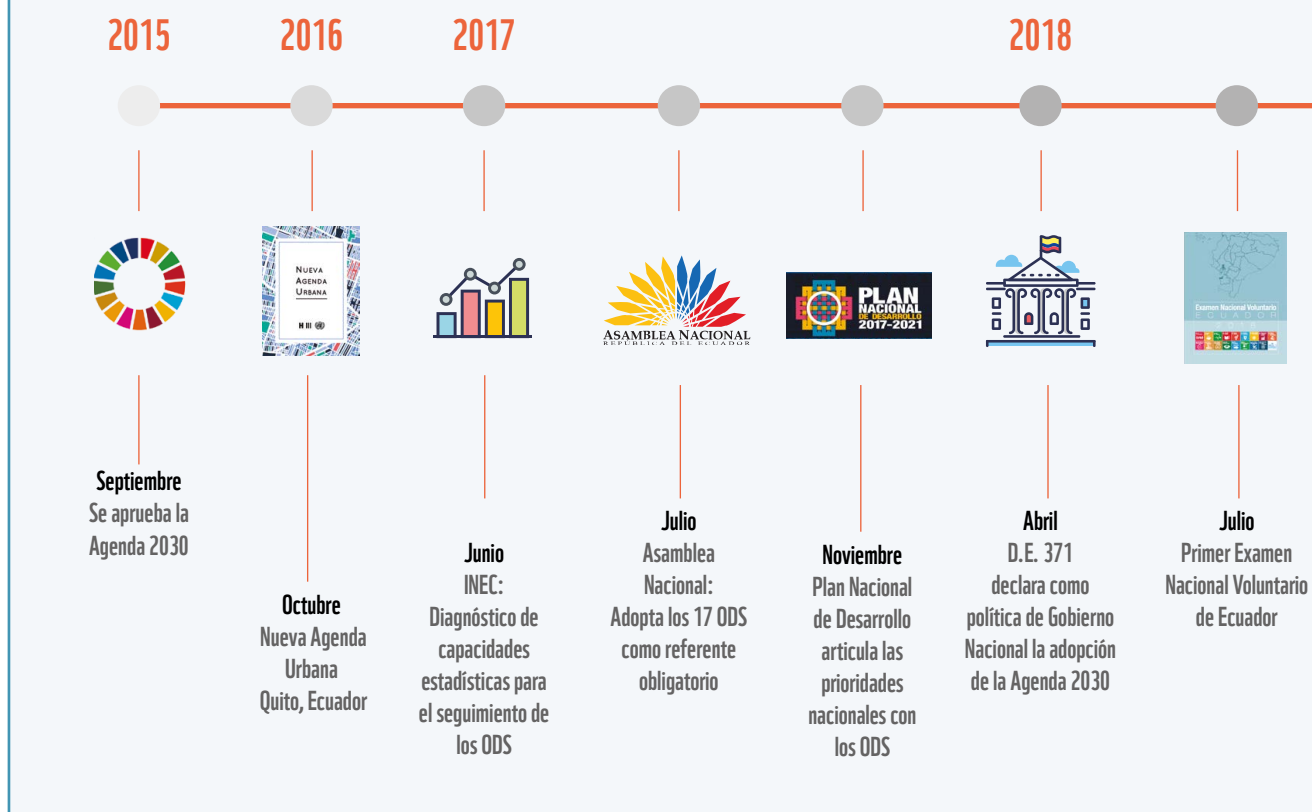 2015
2016
2017
2018
NUEVA
AGENDA
URBANA
H III
ASAMBLEA NACIONAL
REPÚBLICA DEL ECUADOR
PLAN
NACIONAL
DE DESARROLLO
2017-2021
Examen Nacional Voluntario
ECUADOR
2018
Septiembre
Se aprueba la
Agenda 2030
Octubre
Nueva Agenda
Urbana
Quito, Ecuador
Junio
INEC:
Diagnóstico de
capacidades
estadísticas para
el seguimiento de
los ODS
Julio
Asamblea
Nacional:
Adopta los 17 ODS
como referente
obligatorio
Noviembre
Plan Nacional
de Desarrollo
articula las
prioridades
nacionales con
los ODS
Abril
D.E. 371
declara como
política de Gobierno
Nacional la adopción
de la Agenda 2030
Julio
Primer Examen
Nacional Voluntario
de Ecuador